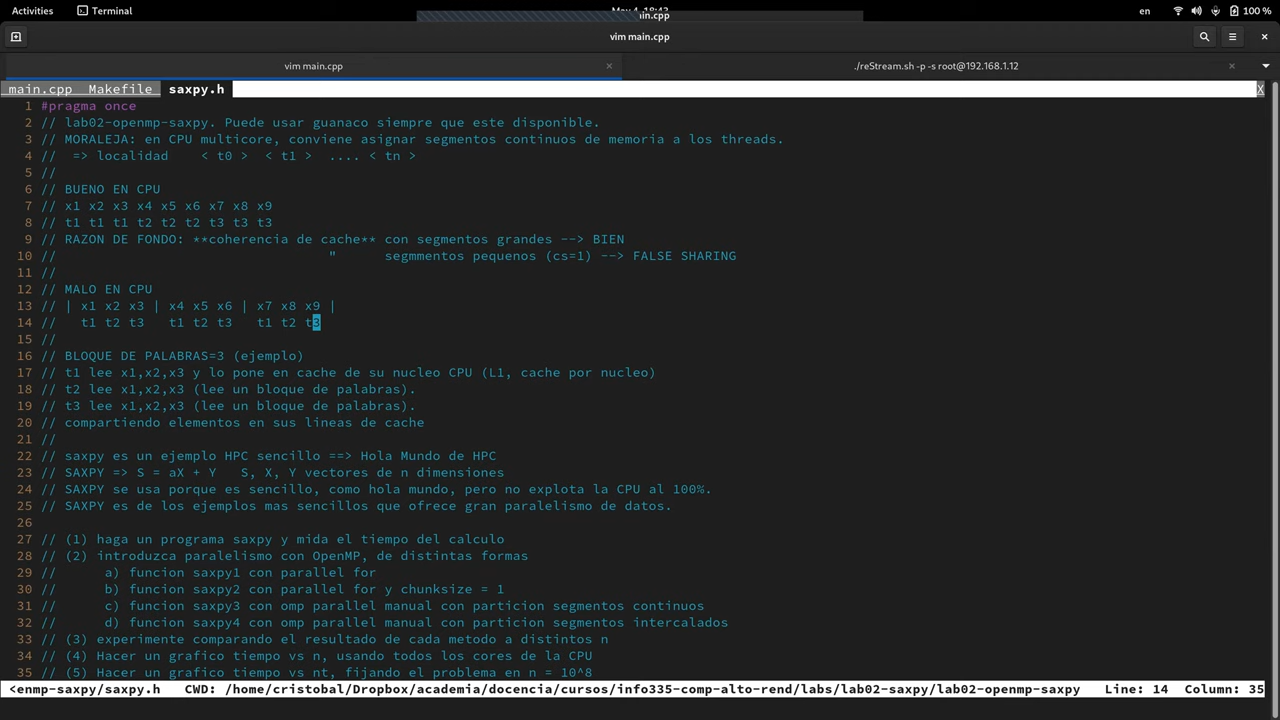 Activities Terminal May 4 18:43 en 100 %
main.cpp
vim main.cpp
vim main.cpp × ./reStream.sh -p -s root@192.168.1.12 ×
main.cpp Makefile saxpy.h X
1 #pragma once
2 // lab02-openmp-saxpy. Puede usar guanaco siempre que este disponible.
3 // MORALEJA: en CPU multicore, conviene asignar segmentos continuos de memoria a los threads.
4 // => localidad < t0 > < t1 > .... < tn >
5 //
6 // BUENO EN CPU
7 // x1 x2 x3 x4 x5 x6 x7 x8 x9
8 // t1 t1 t1 t2 t2 t2 t3 t3 t3
9 // RAZON DE FONDO: **coherencia de cache** con segmentos grandes --> BIEN
10 // " segmmentos pequenos (cs=1) --> FALSE SHARING
11 //
12 // MALO EN CPU
13 // | x1 x2 x3 | x4 x5 x6 | x7 x8 x9 |
14 // t1 t2 t3 t1 t2 t3 t1 t2 t3
15 //
16 // BLOQUE DE PALABRAS=3 (ejemplo)
17 // t1 lee x1,x2,x3 y lo pone en cache de su nucleo CPU (L1, cache por nucleo)
18 // t2 lee x1,x2,x3 (lee un bloque de palabras).
19 // t3 lee x1,x2,x3 (lee un bloque de palabras).
20 // compartiendo elementos en sus lineas de cache
21 //
22 // saxpy es un ejemplo HPC sencillo ==> Hola Mundo de HPC
23 // SAXPY => S = aX + Y S, X, Y vectores de n dimensiones
24 // SAXPY se usa porque es sencillo, como hola mundo, pero no explota la CPU al 100%.
25 // SAXPY es de los ejemplos mas sencillos que ofrece gran paralelismo de datos.
26
27 // (1) haga un programa saxpy y mida el tiempo del calculo
28 // (2) introduzca paralelismo con OpenMP, de distintas formas
29 // a) funcion saxpy1 con parallel for
30 // b) funcion saxpy2 con parallel for y chunksize = 1
31 // c) funcion saxpy3 con omp parallel manual con particion segmentos continuos
32 // d) funcion saxpy4 con omp parallel manual con particion segmentos intercalados
33 // (3) experimente comparando el resultado de cada metodo a distintos n
34 // (4) Hacer un grafico tiempo vs n, usando todos los cores de la CPU
35 // (5) Hacer un grafico tiempo vs nt, fijando el problema en n = 10^8
<enmp-saxpy/saxpy.h CWD: /home/cristobal/Dropbox/academia/docencia/cursos/info335-comp-alto-rend/labs/lab02-saxpy/lab02-openmp-saxpy Line: 14 Column: 35